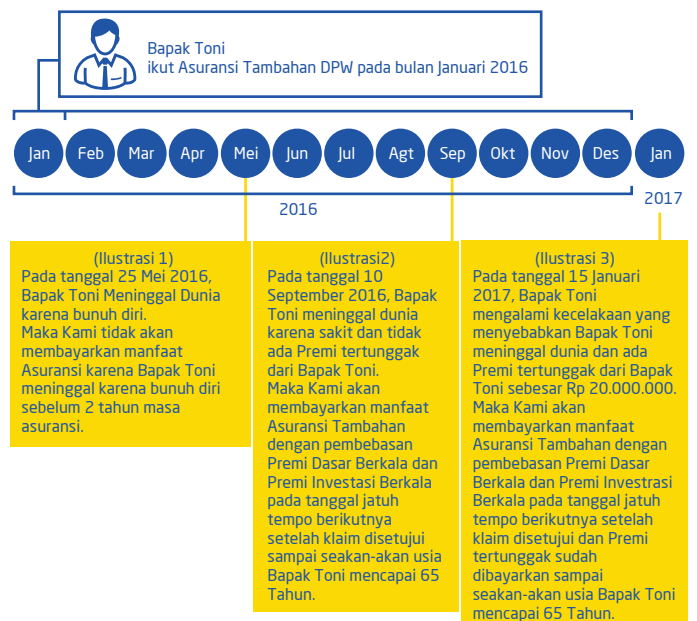 Bapak Toni
ikut Asuransi Tambahan DPW pada bulan Januari 2016
Jan Feb Mar Apr Mei Jun Jul Agt Sep Okt Nov Des Jan
2016
2017
(Ilustrasi 1)
Pada tanggal 25 Mei 2016,
Bapak Toni Meninggal Dunia
karena bunuh diri.
Maka Kami tidak akan
membayarkan manfaat
Asuransi karena Bapak Toni
meninggal karena bunuh diri
sebelum 2 tahun masa
asuransi.
(Ilustrasi2)
Pada tanggal 10
September 2016, Bapak
Toni meninggal dunia
karena sakit dan tidak
ada Premi tertunggak
dari Bapak Toni.
Maka Kami akan
membayarkan manfaat
Asuransi Tambahan
dengan pembebasan
Premi Dasar Berkala dan
Premi Investasi Berkala
pada tanggal jatuh
tempo berikutnya
setelah klaim disetujui
sampai seakan-akan usia
Bapak Toni mencapai 65
Tahun.
(Ilustrasi 3)
Pada tanggal 15 Januari
2017, Bapak Toni
mengalami kecelakaan yang
menyebabkan Bapak Toni
meninggal dunia dan ada
Premi tertunggak dari Bapak
Toni sebesar Rp 20.000.000.
Maka Kami akan
membayarkan manfaat
Asuransi Tambahan dengan
pembebasan Premi Dasar
Berkala dan Premi Investrasi
Berkala pada tanggal jatuh
tempo berikutnya setelah
klaim disetujui dan Premi
tertunggak sudah
dibayarkan sampai
seakan-akan usia Bapak Toni
mencapai 65 Tahun.